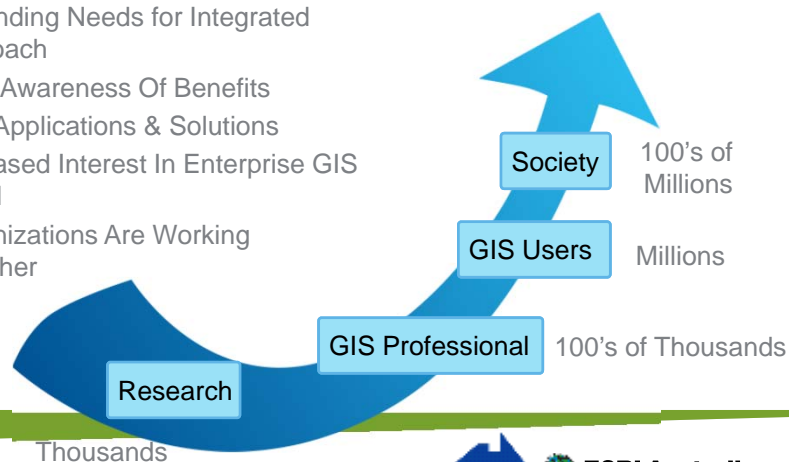 nding Needs for Integrated
oach
Awareness Of Benefits
Applications & Solutions
ased Interest In Enterprise GIS
nizations Are Working
her
Society
100's of
Millions
GIS Users
Millions
GIS Professional
100's of Thousands
Research
Thousands